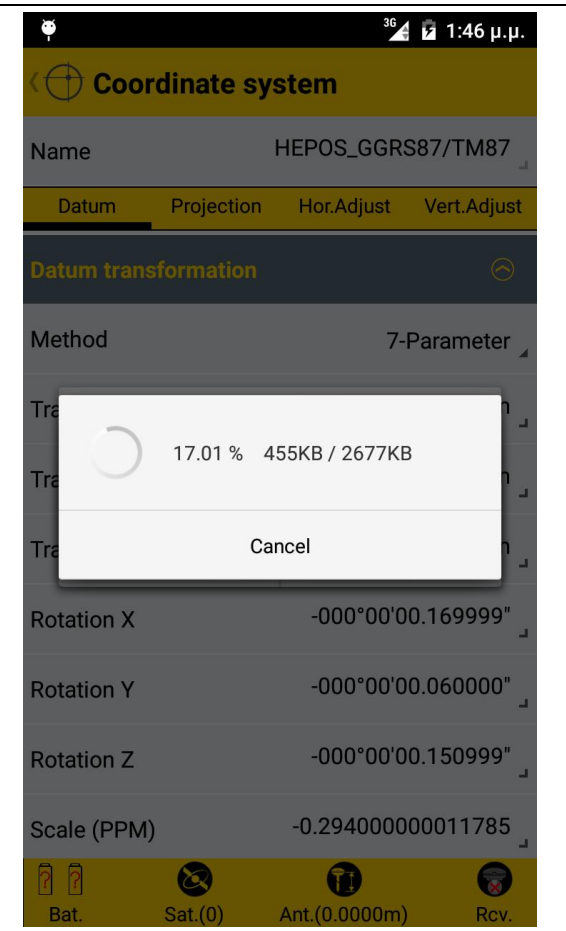 3G 1:46 μ.μ.
Coordinate system
Name HEPOS_GGRS87/TM87
Datum Projection Hor.Adjust Vert.Adjust
Datum transformation
Method 7-Parameter
17.01 % 455KB / 2677KB
Cancel
Rotation X -000°00'00.169999"
Rotation Y -000°00'00.060000"
Rotation Z -000°00'00.150999"
Scale (PPM) -0.294000000011785
? ?
Bat. Sat.(0) Ant.(0.0000m) Rcv.